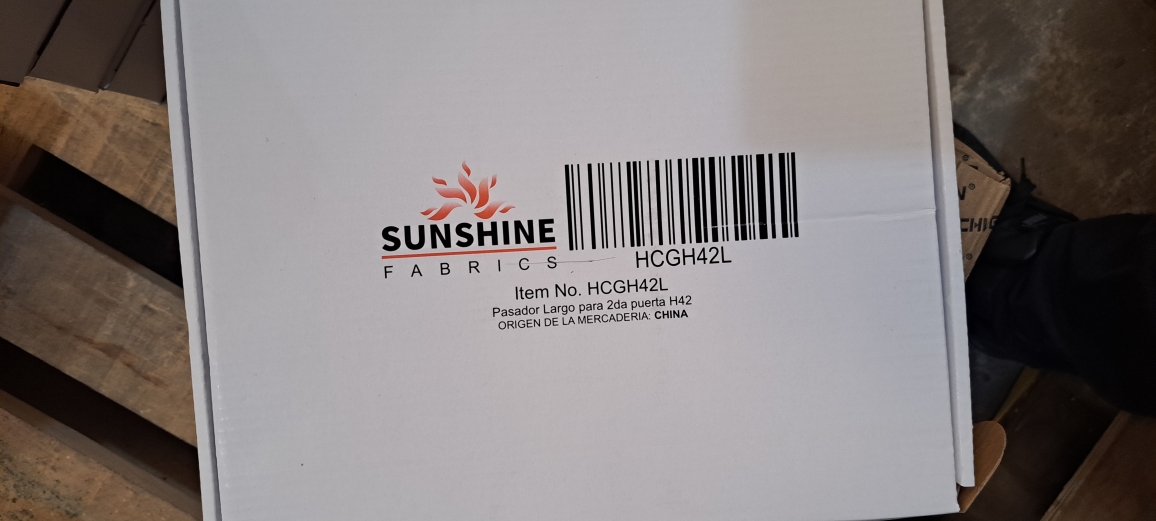 SUNSHINE
FABRICS
HCGH42L
Item No. HCGH42L
Pasador Largo para 2da puerta H42
ORIGEN DE LA MERCADERIA: CHINA